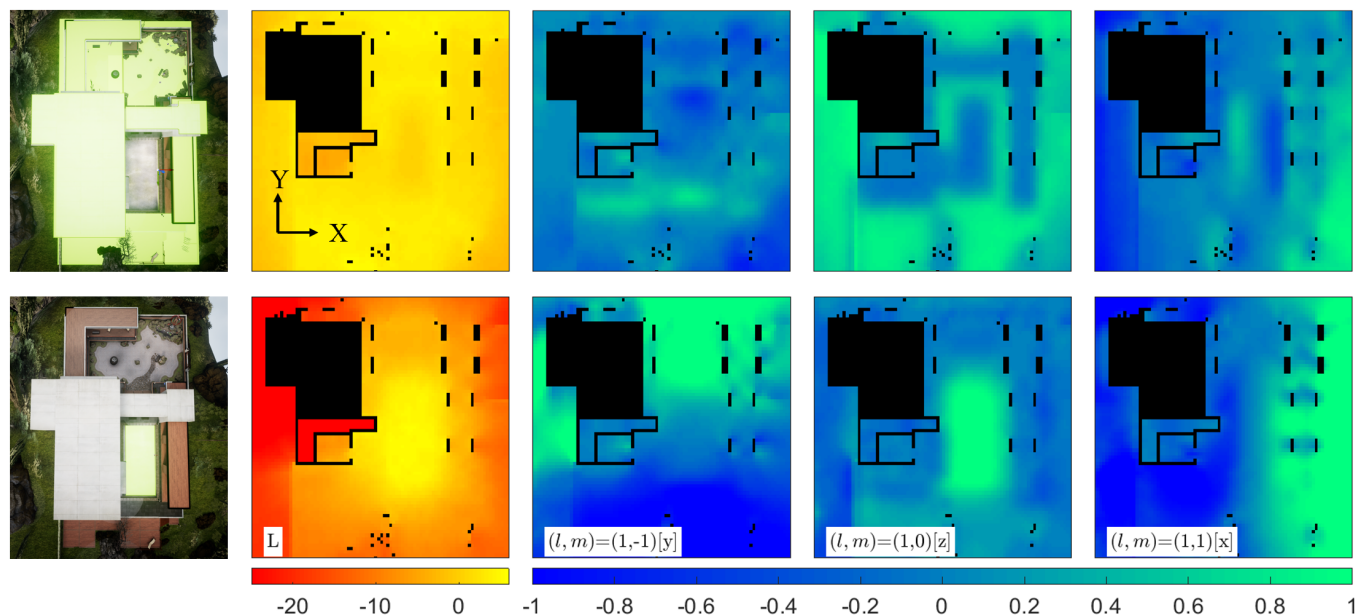 Y
X
L
(l, m)=(1,-1)[y]
(l, m)=(1,0)[z]
(l, m)=(1,1)[x]
-20 -10 0
-1 -0.8 -0.6 -0.4 -0.2 0 0.2 0.4 0.6 0.8 1